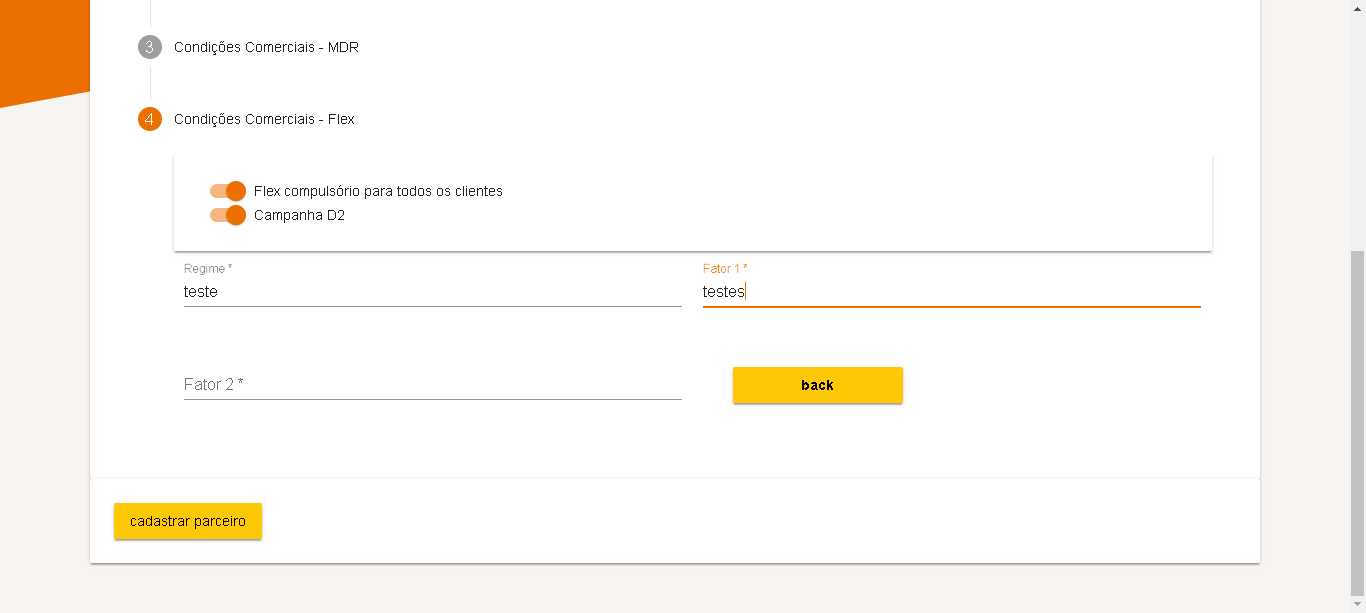 3 Condições Comerciais - MDR
4 Condições Comerciais - Flex
Flex compulsório para todos os clientes
Campanha D2
Regime * Fator 1 *
teste testes
Fator 2 * back
cadastrar parceiro